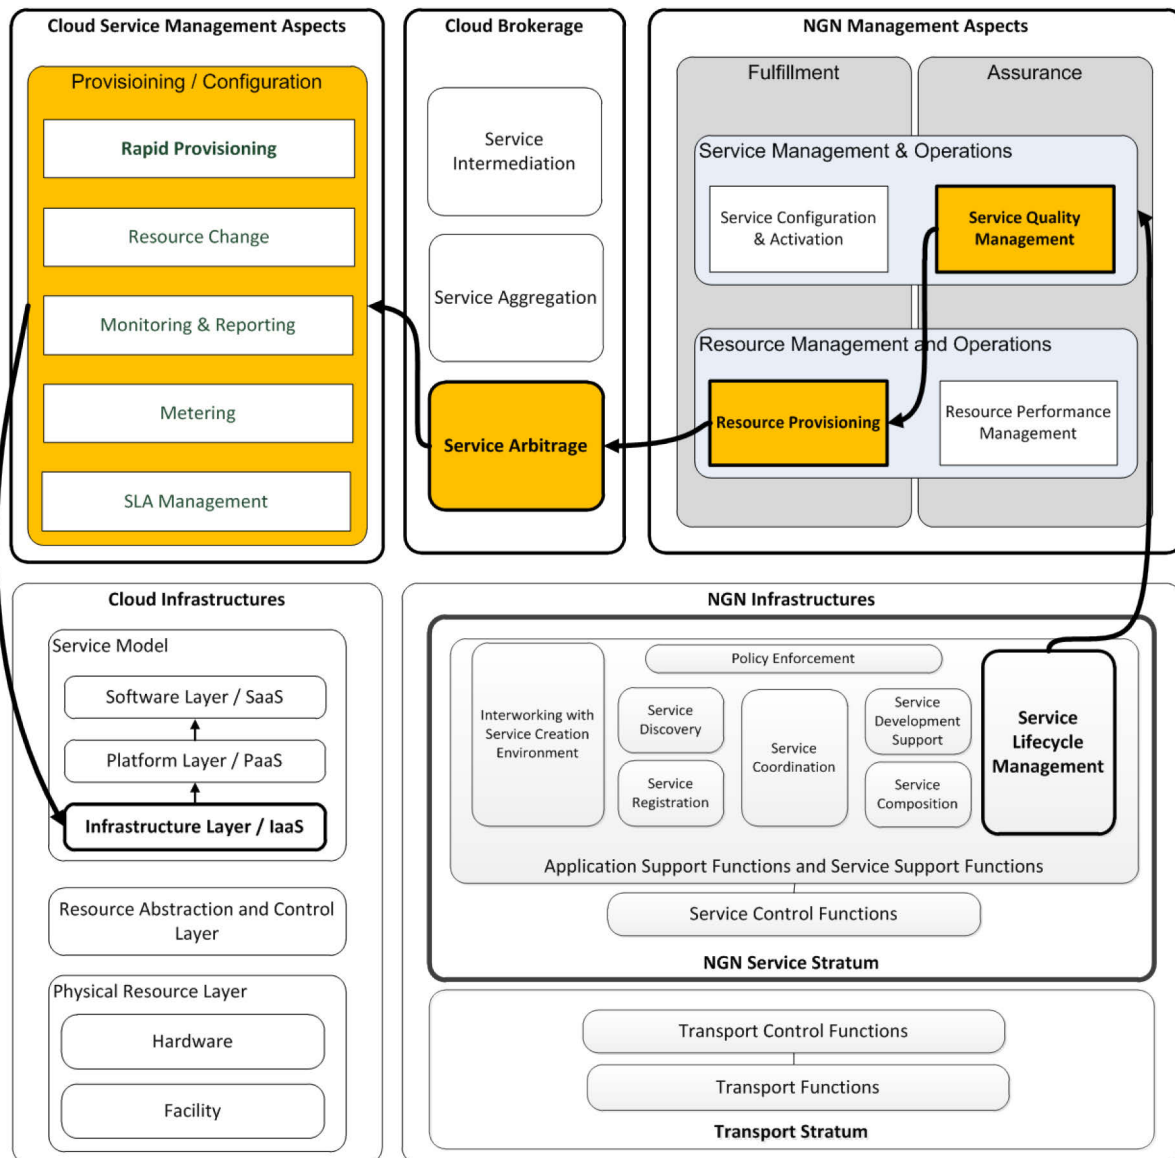 Cloud Service Management Aspects
Provisioining / Configuration
Rapid Provisioning
Resource Change
Monitoring & Reporting
Metering
SLA Management
Cloud Brokerage
Service
Intermediation
Service Aggregation
Service Arbitrage
NGN Management Aspects
Fulfillment
Assurance
Service Management & Operations
Service Configuration
& Activation
Service Quality
Management
Resource Management and Operations
Resource Provisioning
Resource Performance
Management
Cloud Infrastructures
Service Model
Software Layer / SaaS
Platform Layer / PaaS
Infrastructure Layer / IaaS
Resource Abstraction and Control
Layer
Physical Resource Layer
Hardware
Facility
NGN Infrastructures
Policy Enforcement
Interworking with
Service Creation
Environment
Service
Discovery
Service
Registration
Service
Coordination
Service
Development
Support
Service
Composition
Service
Lifecycle
Management
Application Support Functions and Service Support Functions
Service Control Functions
NGN Service Stratum
Transport Control Functions
Transport Functions
Transport Stratum